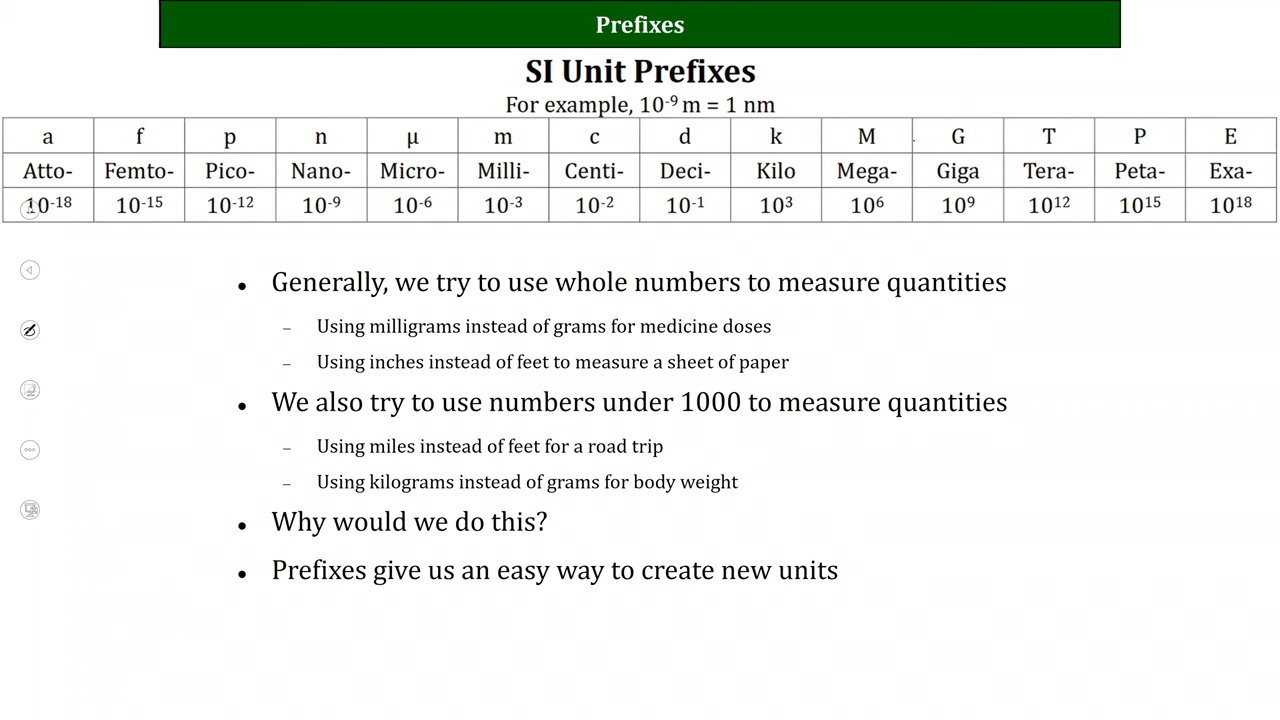 Prefixes
SI Unit Prefixes
For example, 10⁻⁹ m = 1 nm
a f p n μ m c d k M G T P E
Atto- Femto- Pico- Nano- Micro- Milli- Centi- Deci- Kilo Mega- Giga Tera- Peta- Exa-
10⁻¹⁸ 10⁻¹⁵ 10⁻¹² 10⁻⁹ 10⁻⁶ 10⁻³ 10⁻² 10⁻¹ 10³ 10⁶ 10⁹ 10¹² 10¹⁵ 10¹⁸
• Generally, we try to use whole numbers to measure quantities
– Using milligrams instead of grams for medicine doses
– Using inches instead of feet to measure a sheet of paper
• We also try to use numbers under 1000 to measure quantities
– Using miles instead of feet for a road trip
– Using kilograms instead of grams for body weight
• Why would we do this?
• Prefixes give us an easy way to create new units